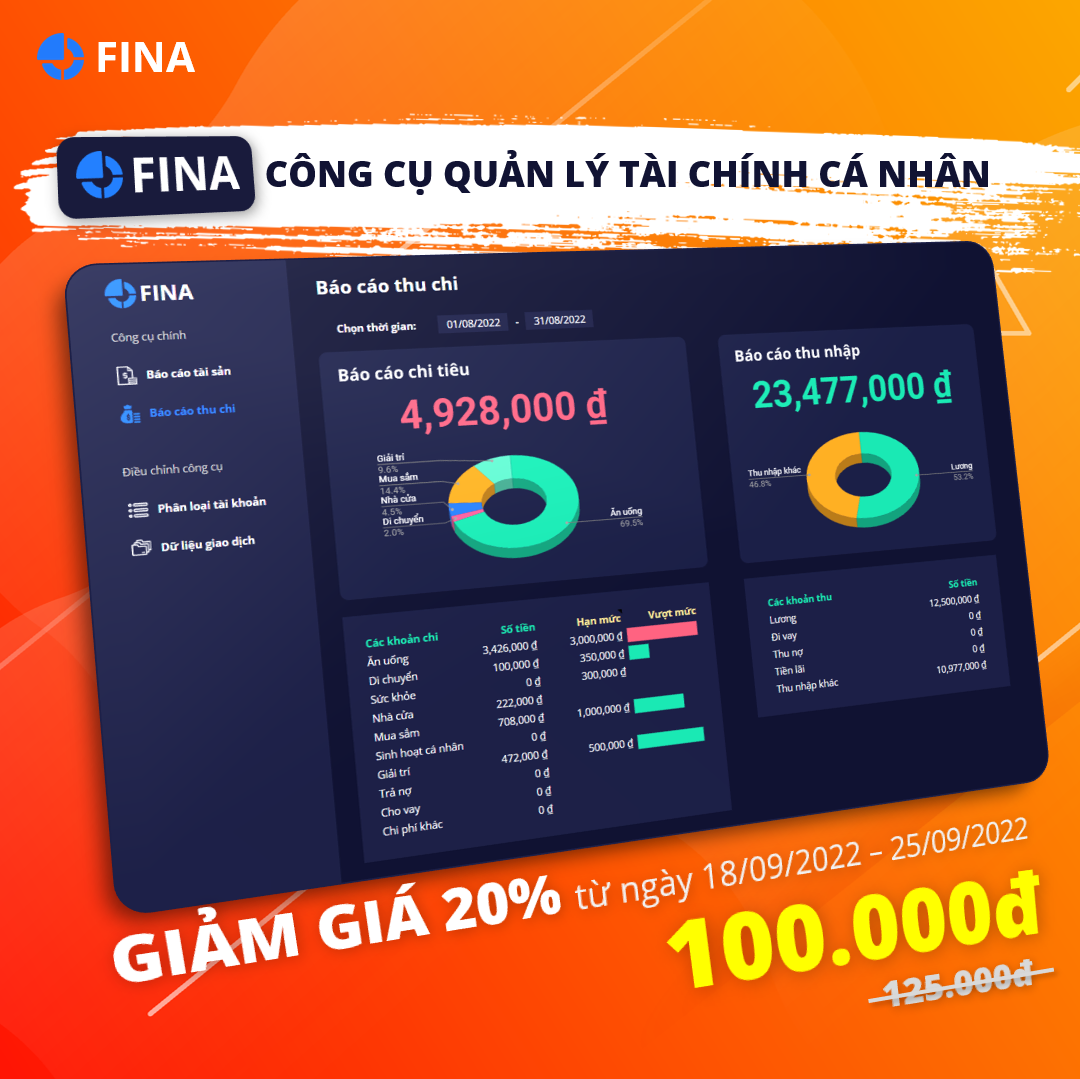 FINA
FINA CÔNG CỤ QUẢN LÝ TÀI CHÍNH CÁ NHÂN
FINA
Công cụ chính
Báo cáo tài sản
Báo cáo thu chi
Điều chỉnh công cụ
Phân loại tài khoản
Dữ liệu giao dịch
Báo cáo thu chi
Chọn thời gian: 01/08/2022 - 31/08/2022
Báo cáo chi tiêu
4,928,000 đ
Giải trí
9.6%
Mua sắm
14.4%
Nhà cửa
4.5%
Di chuyển
2.0%
Ăn uống
69.5%
Báo cáo thu nhập
23,477,000 đ
Thu nhập khác
46.8%
Lương
53.2%
Các khoản chi Số tiền Hạn mức Vượt mức
Ăn uống 3,426,000 đ 3,000,000 đ
Di chuyển 100,000 đ 350,000 đ
Sức khỏe 0 đ 300,000 đ
Nhà cửa 222,000 đ
Mua sắm 708,000 đ 1,000,000 đ
Sinh hoạt cá nhân 0 đ
Giải trí 472,000 đ 500,000 đ
Trả nợ 0 đ
Cho vay 0 đ
Chi phí khác 0 đ
Các khoản thu Số tiền
Lương 12,500,000 đ
Đi vay 0 đ
Thu nợ 0 đ
Tiền lãi 0 đ
Thu nhập khác 10,977,000 đ
GIẢM GIÁ 20% từ ngày 18/09/2022 – 25/09/2022
100.000đ
125.000đ